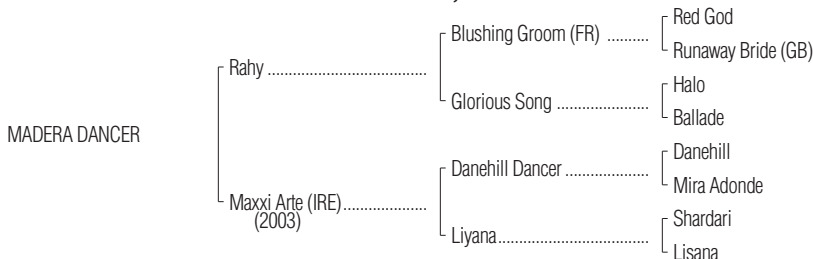 Red God
Blushing Groom (FR) ..........
Runaway Bride (GB)
Rahy ......................................
Halo
Glorious Song ......................
Ballade
MADERA DANCER
Danehill
Danehill Dancer ....................
Mira Adonde
Maxxi Arte (IRE)....................
(2003)
Shardari
Liyana....................................
Lisana